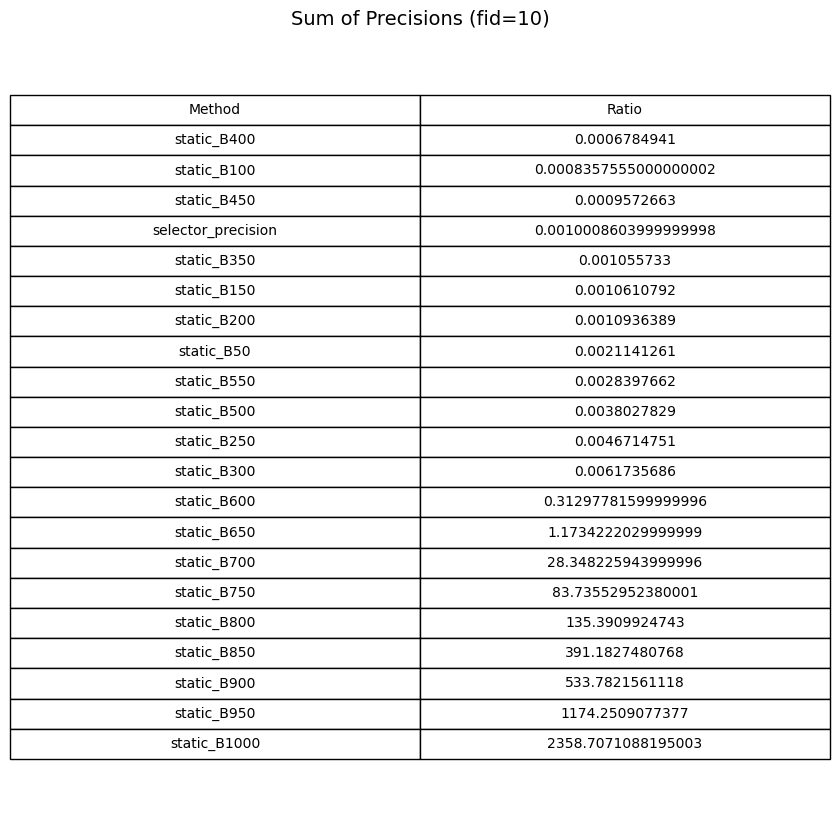 Sum of Precisions (fid=10)
Method Ratio
static_B400 0.0006784941
static_B100 0.0008357555000000002
static_B450 0.0009572663
selector_precision 0.0010008603999999998
static_B350 0.001055733
static_B150 0.0010610792
static_B200 0.0010936389
static_B50 0.0021141261
static_B550 0.0028397662
static_B500 0.0038027829
static_B250 0.0046714751
static_B300 0.0061735686
static_B600 0.31297781599999996
static_B650 1.1734222029999999
static_B700 28.348225943999996
static_B750 83.73552952380001
static_B800 135.3909924743
static_B850 391.1827480768
static_B900 533.7821561118
static_B950 1174.2509077377
static_B1000 2358.7071088195003